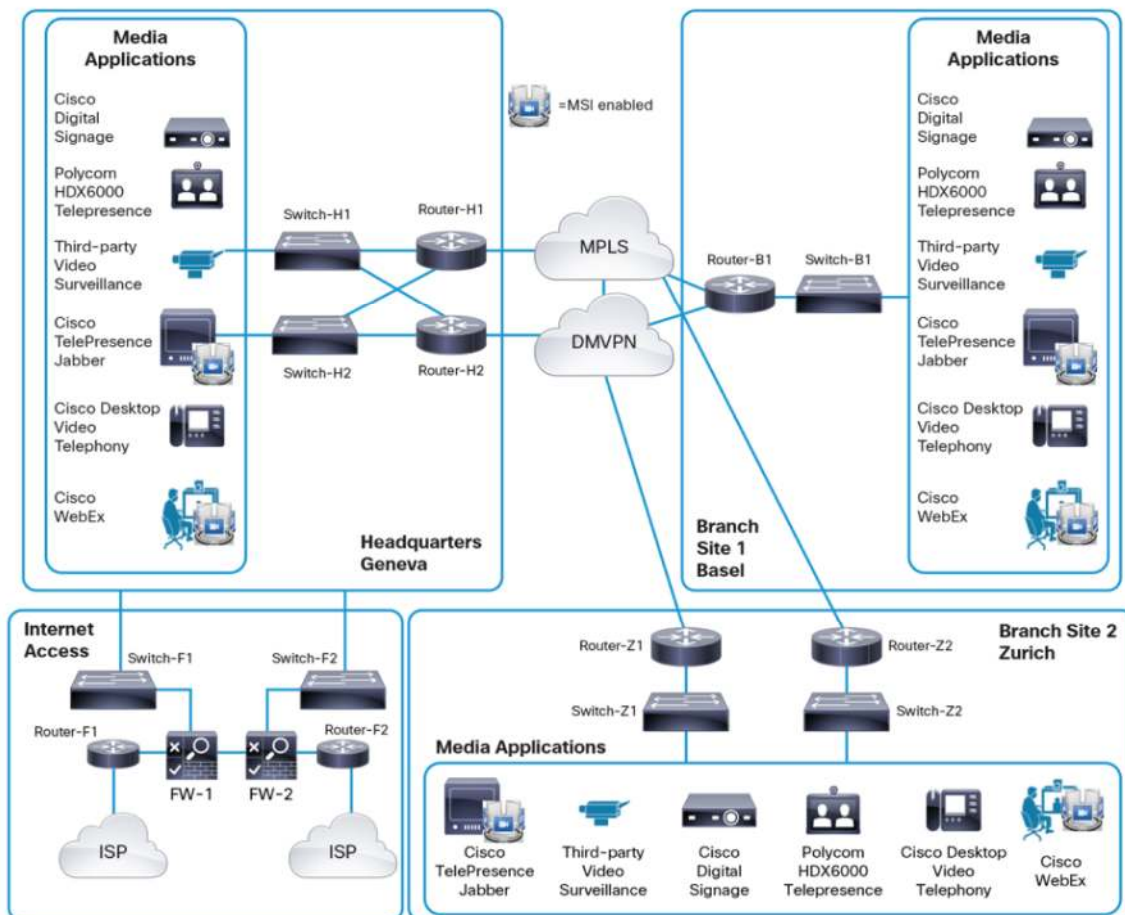 Media
Applications
Cisco
Digital
Signage
Polycom
HDX6000
Telepresence
Third-party
Video
Surveillance
Cisco
TelePresence
Jabber
Cisco Desktop
Video
Telephony
Cisco
WebEx
Switch-H1
Router-H1
Switch-H2
Router-H2
Headquarters
Geneva
=MSI enabled
MPLS
DMVPN
Router-B1
Switch-B1
Branch
Site 1
Basel
Media
Applications
Cisco
Digital
Signage
Polycom
HDX6000
Telepresence
Third-party
Video
Surveillance
Cisco
TelePresence
Jabber
Cisco Desktop
Video
Telephony
Cisco
WebEx
Internet
Access
Switch-F1
Switch-F2
Router-F1
Router-F2
FW-1
FW-2
ISP
ISP
Branch Site 2
Zurich
Router-Z1
Router-Z2
Switch-Z1
Switch-Z2
Media Applications
Cisco
TelePresence
Jabber
Third-party
Video
Surveillance
Cisco
Digital
Signage
Polycom
HDX6000
Telepresence
Cisco Desktop
Video
Telephony
Cisco
WebEx